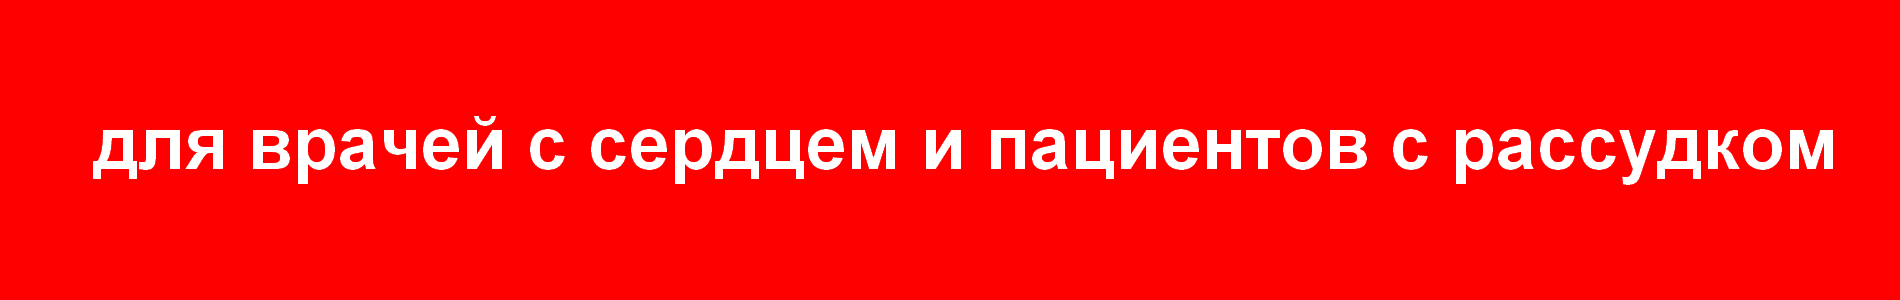 для врачей с сердцем и пациентов с рассудком